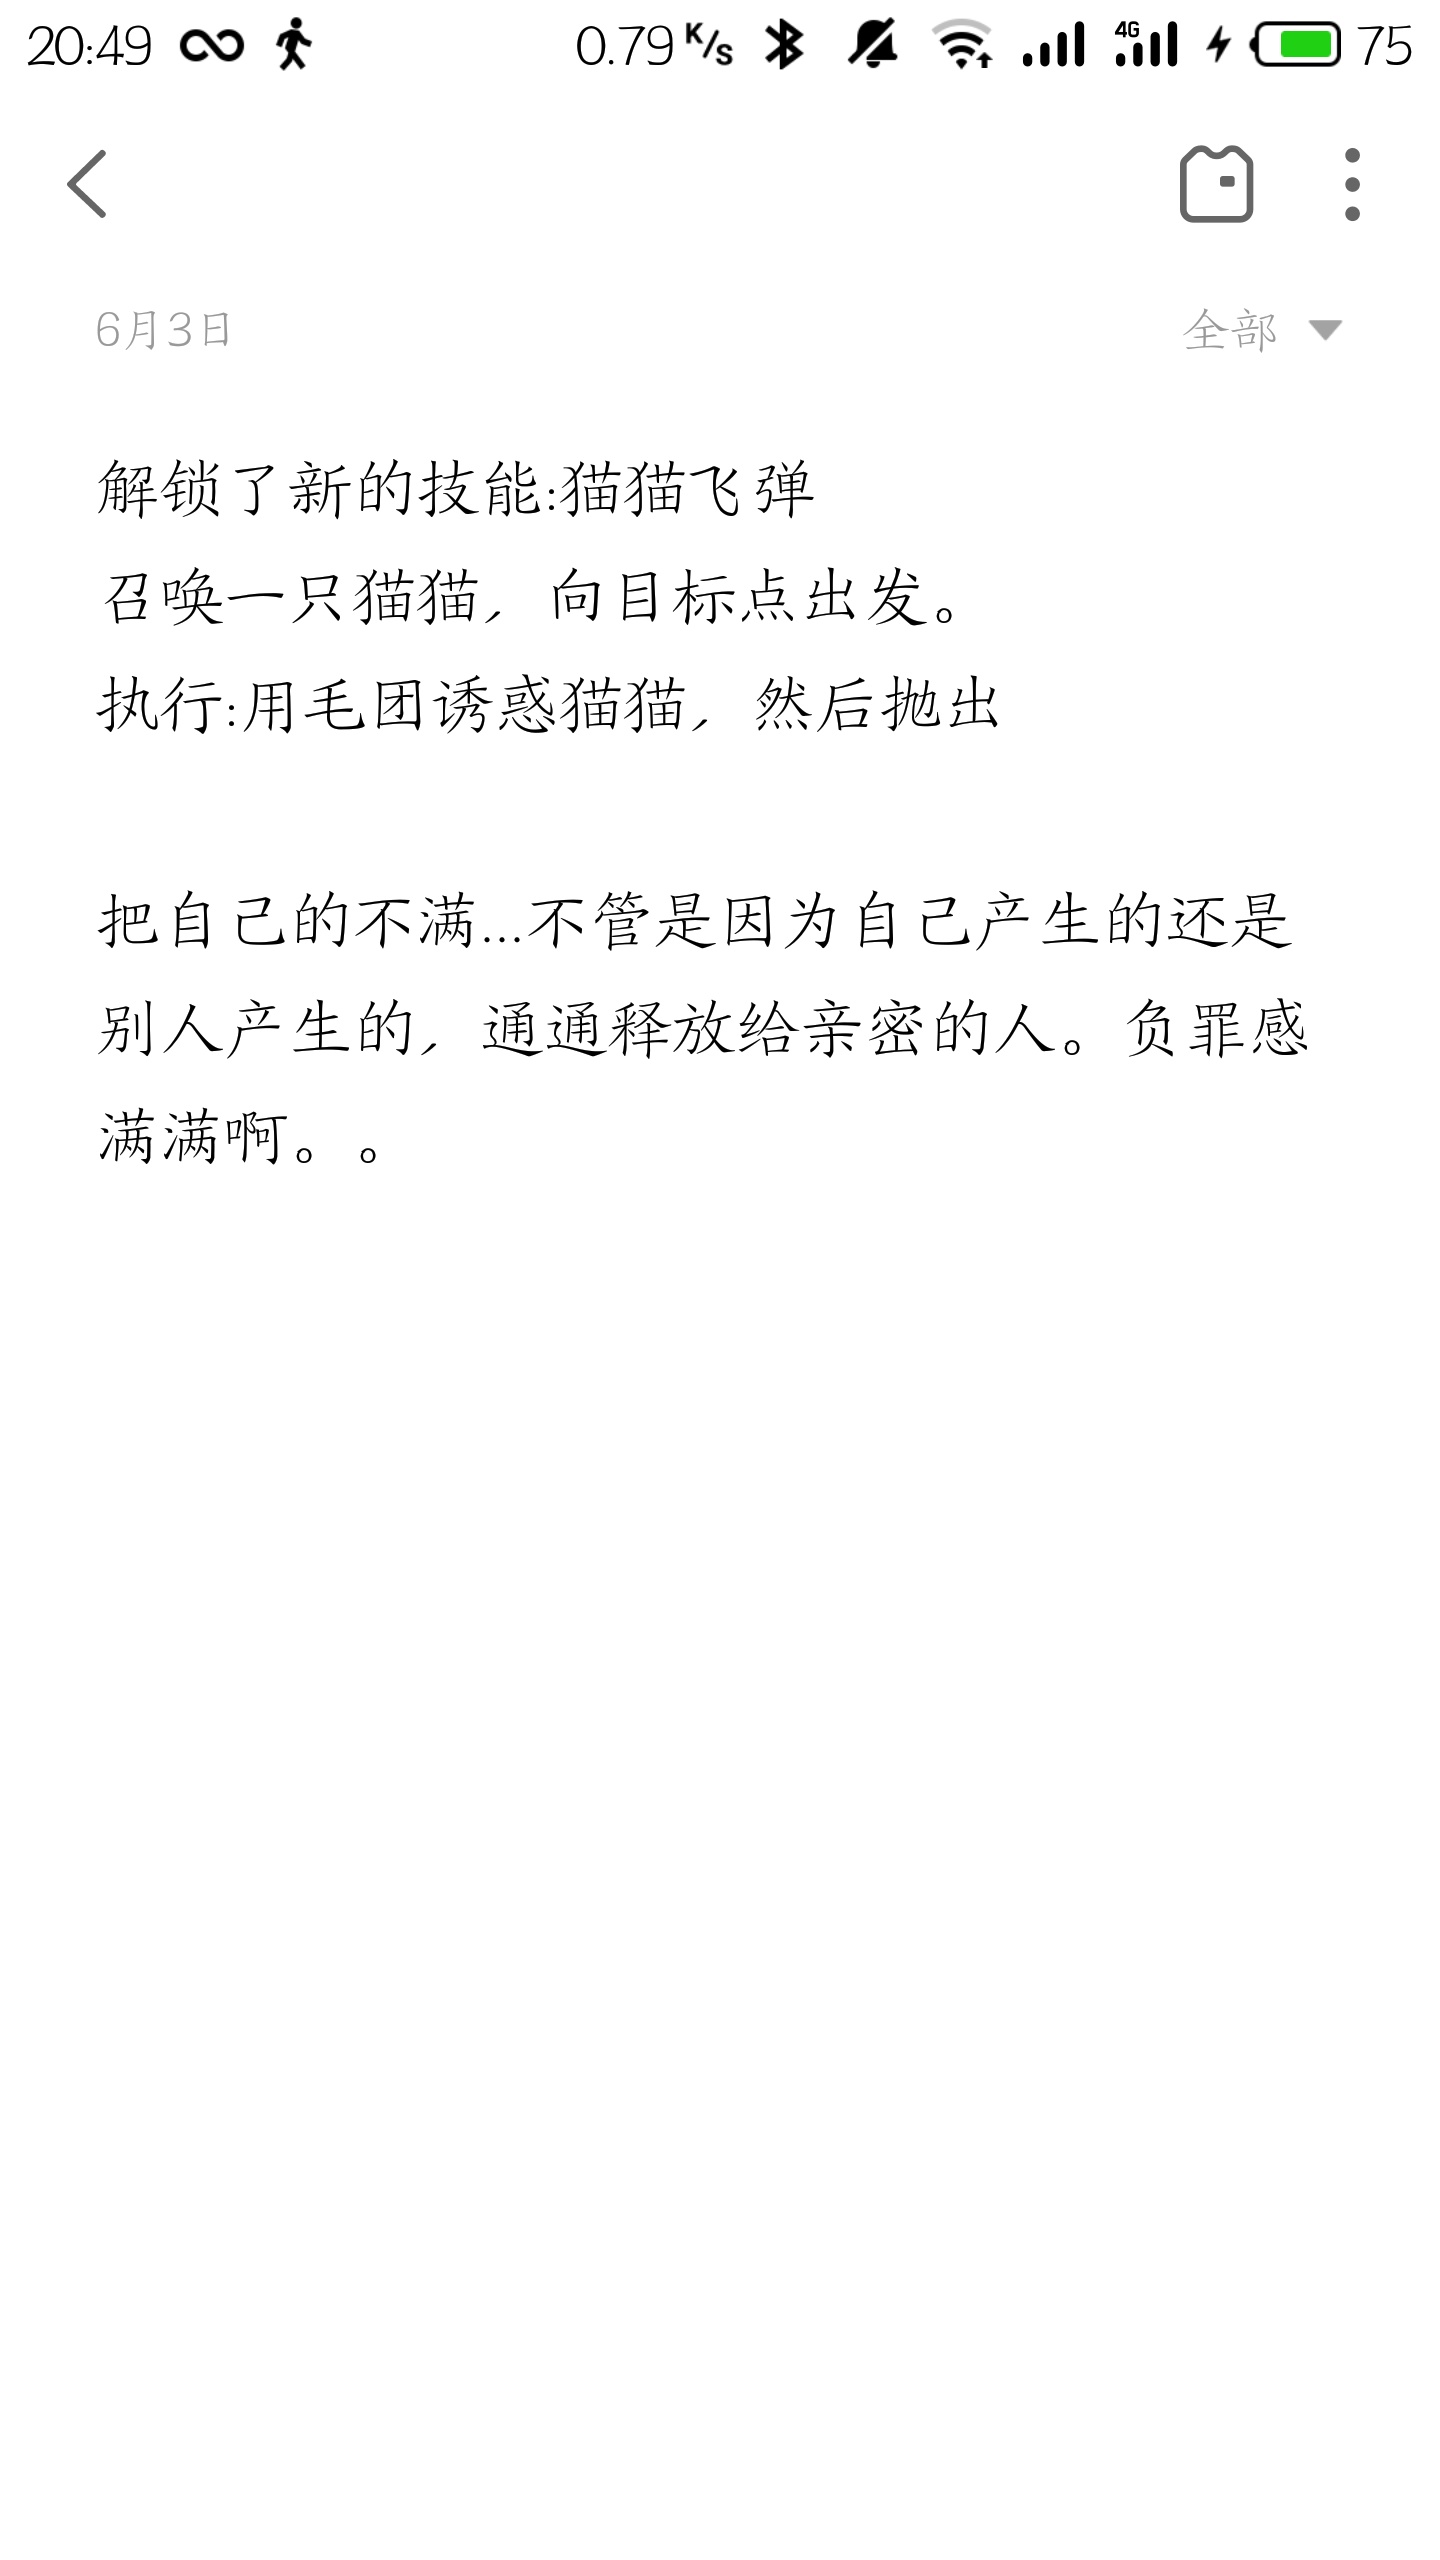 20:49 0.79 K/s 4G 75
6月3日 全部
解锁了新的技能:猫猫飞弹
召唤一只猫猫，向目标点出发。
执行:用毛团诱惑猫猫，然后抛出
把自己的不满...不管是因为自己产生的还是
别人产生的，通通释放给亲密的人。负罪感
满满啊。。